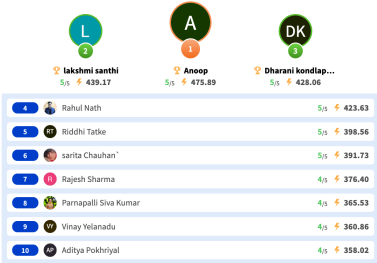 L
A
DK
2
1
3
lakshmi santhi
Anoop
Dharani kondlap...
5/5 439.17
5/5 475.89
5/5 428.06
4 Rahul Nath 5/5 423.63
5 RT Riddhi Tatke 5/5 398.56
6 sarita Chauhan` 5/5 391.73
7 R Rajesh Sharma 4/5 376.40
8 Parnapalli Siva Kumar 4/5 365.53
9 VY Vinay Yelanadu 4/5 360.86
10 AP Aditya Pokhriyal 4/5 358.02